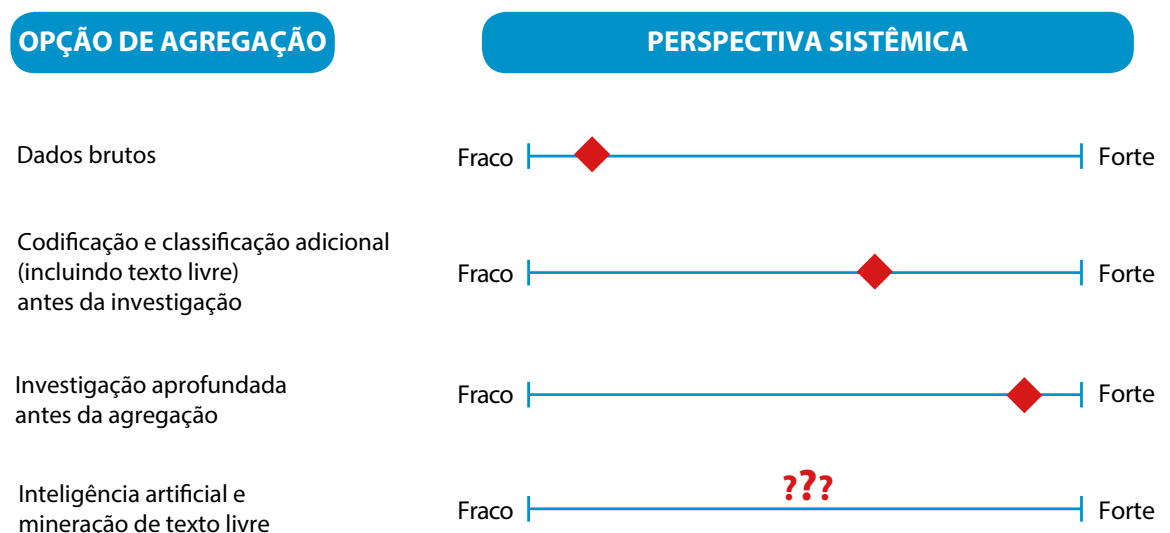 OPÇÃO DE AGREGAÇÃO
PERSPECTIVA SISTÊMICA
Dados brutos
Fraco
Forte
Codificação e classificação adicional
(incluindo texto livre)
antes da investigação
Fraco
Forte
Investigação aprofundada
antes da agregação
Fraco
Forte
Inteligência artificial e
mineração de texto livre
Fraco
???
Forte